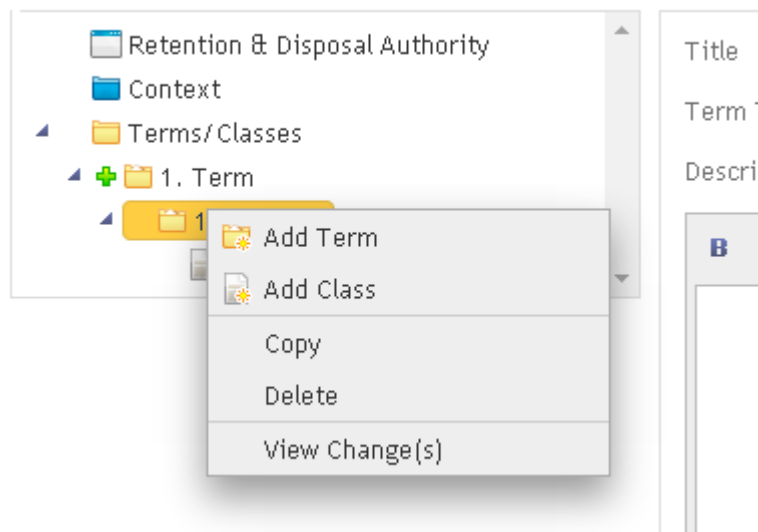 Retention & Disposal Authority
Context
Terms/Classes
1. Term
1
Add Term
Add Class
Copy
Delete
View Change(s)
Title
Term
Descri
B